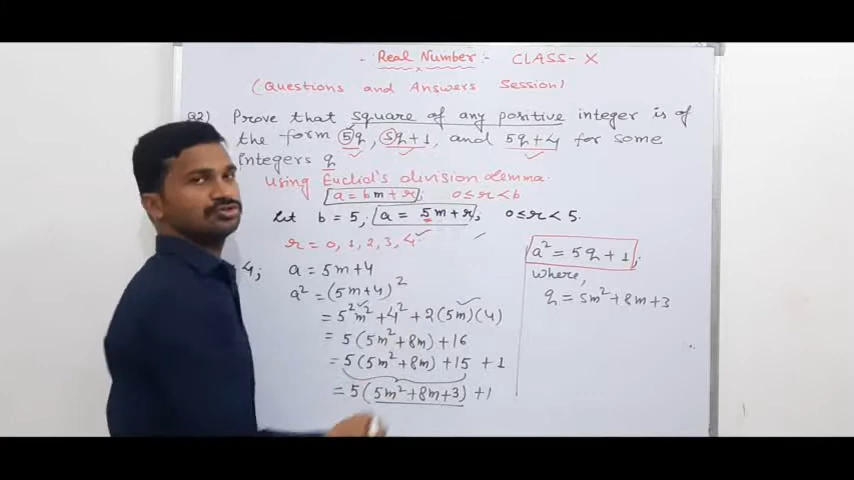 Real Number :- CLASS - X
(Questions and Answers Session)
Q2) Prove that square of any positive integer is of
the form 5q, 5q+1, and 5q+4 for some
integers q
Using Euclid's division lemma.
a = bm + r; 0≤r<b
Let b = 5, a = 5m+r; 0≤r<5.
r = 0, 1, 2, 3, 4
4; a = 5m+4
a² = (5m+4)²
= 5²m² + 4² + 2(5m)(4)
= 5(5m²+8m)+16
= 5(5m²+8m)+15 +1
= 5(5m²+8m+3)+1
a² = 5q+1;
where,
q = 5m²+8m+3